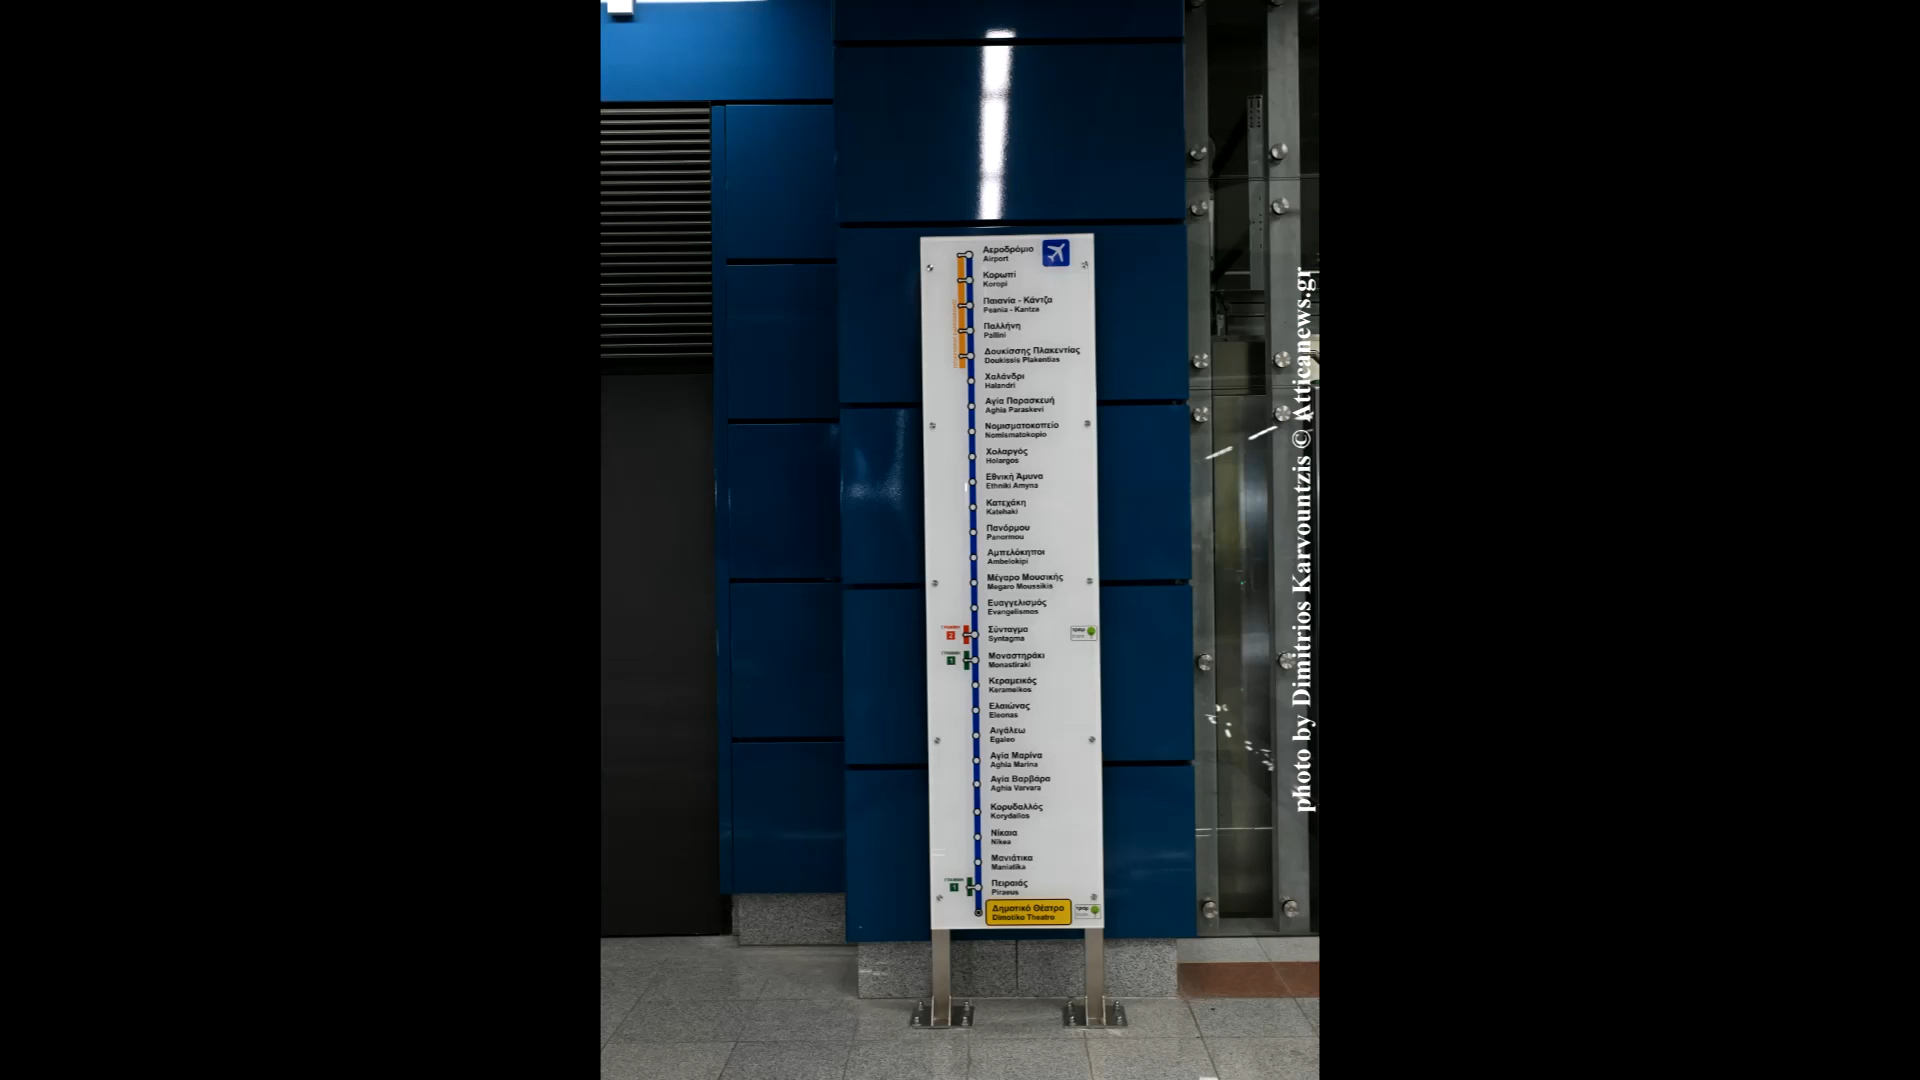 Αεροδρόμιο
Airport
Κορωπί
Koropi
Παιανία - Κάντζα
Peania - Kantza
Παλλήνη
Pallini
Δουκίσσης Πλακεντίας
Doukissis Plakentias
Χαλάνδρι
Halandri
Αγία Παρασκευή
Aghia Paraskevi
Νομισματοκοπείο
Nomismatokopio
Χολαργός
Holargos
Εθνική Άμυνα
Ethniki Amyna
Κατεχάκη
Katehaki
Πανόρμου
Panormou
Αμπελόκηποι
Ambelokipi
Μέγαρο Μουσικής
Megaro Moussikis
Ευαγγελισμός
Evangelismos
2
Σύνταγμα
Syntagma
τραμ
tram
1
Μοναστηράκι
Monastiraki
Κεραμεικός
Kerameikos
Ελαιώνας
Eleonas
Αιγάλεω
Egaleo
Αγία Μαρίνα
Aghia Marina
Αγία Βαρβάρα
Aghia Varvara
Κορυδαλλός
Korydallos
Νίκαια
Nikea
Μανιάτικα
Maniatika
1
Πειραιάς
Piraeus
Δημοτικό Θέατρο
Dimotiko Theatro
τραμ
tram
photo by Dimitrios Karvountzis © Atticanews.gr